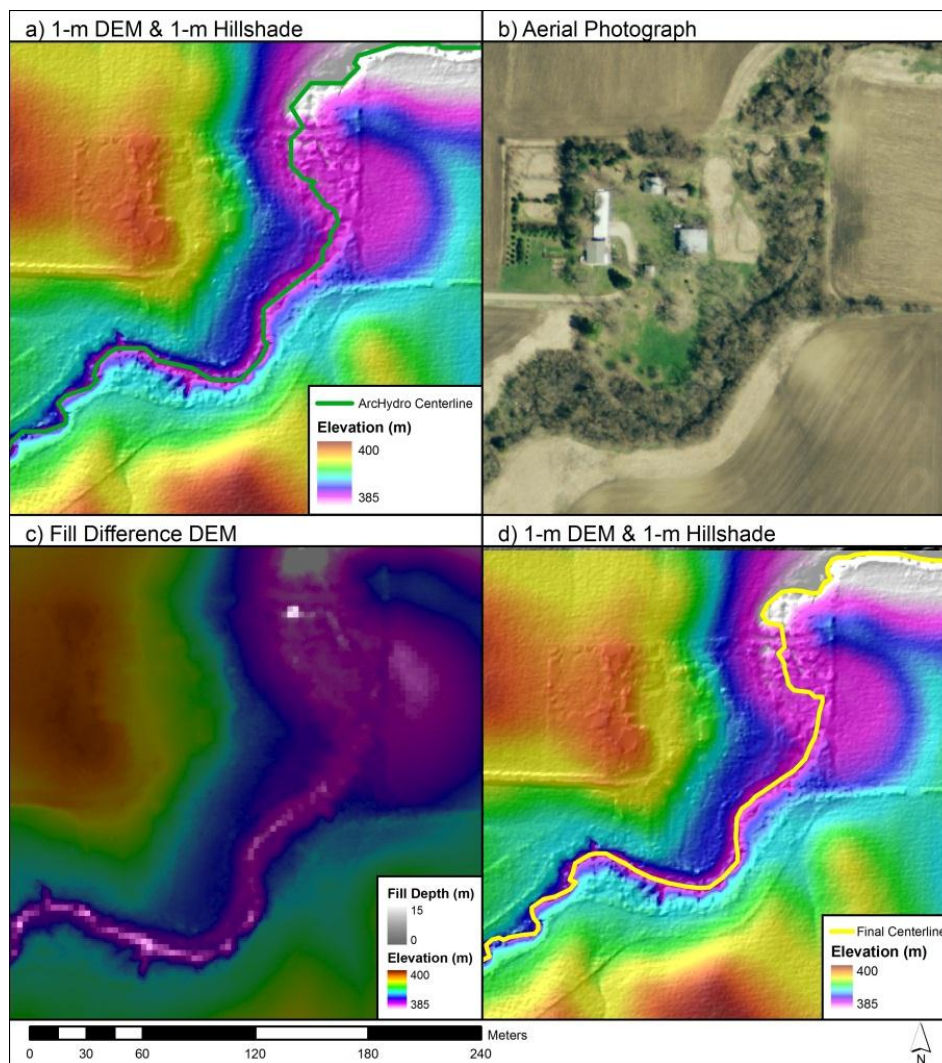 a) 1-m DEM & 1-m Hillshade
b) Aerial Photograph
ArcHydro Centerline
Elevation (m)
400
385
c) Fill Difference DEM
d) 1-m DEM & 1-m Hillshade
Fill Depth (m)
15
0
Elevation (m)
400
385
Final Centerline
Elevation (m)
400
385
Meters
0 30 60 120 180 240
N